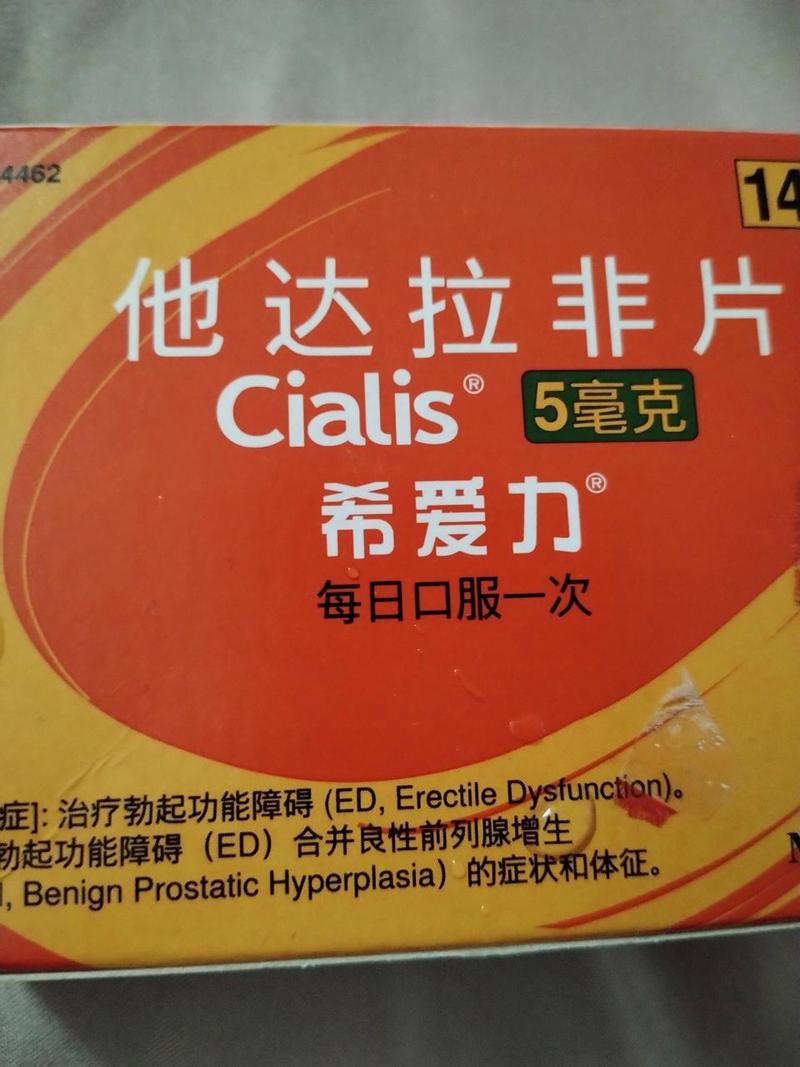 4462
14
他达拉非片
Cialis® 5毫克
希爱力®
每日口服一次
症]: 治疗勃起功能障碍 (ED, Erectile Dysfunction)。
勃起功能障碍（ED）合并良性前列腺增生
, Benign Prostatic Hyperplasia）的症状和体征。